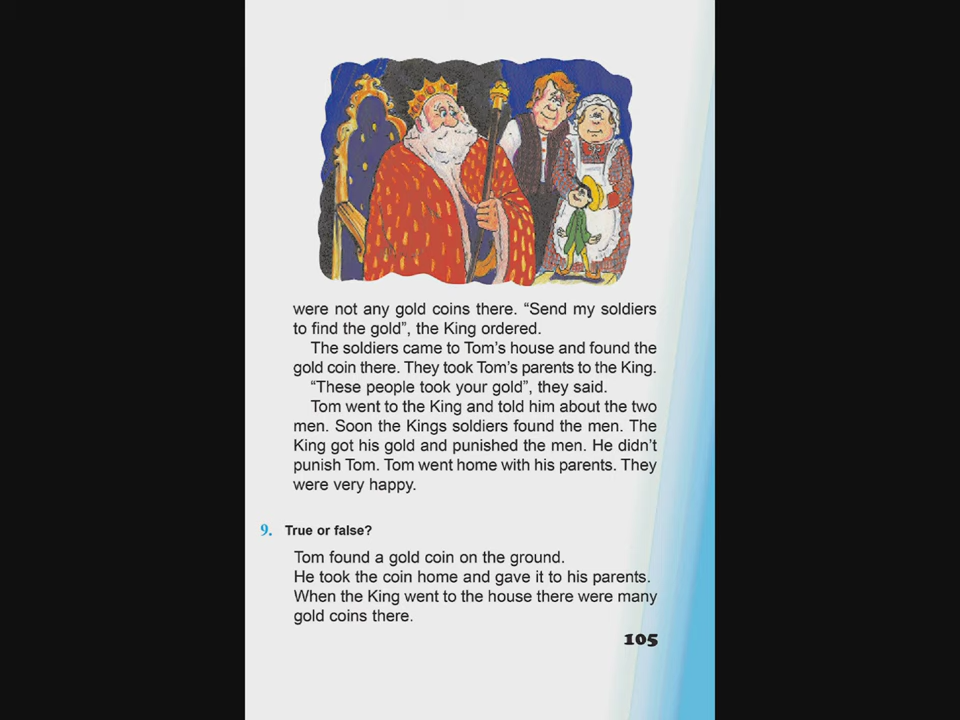 were not any gold coins there. “Send my soldiers
to find the gold”, the King ordered.
The soldiers came to Tom’s house and found the
gold coin there. They took Tom’s parents to the King.
“These people took your gold”, they said.
Tom went to the King and told him about the two
men. Soon the Kings soldiers found the men. The
King got his gold and punished the men. He didn’t
punish Tom. Tom went home with his parents. They
were very happy.
9. True or false?
Tom found a gold coin on the ground.
He took the coin home and gave it to his parents.
When the King went to the house there were many
gold coins there.
105